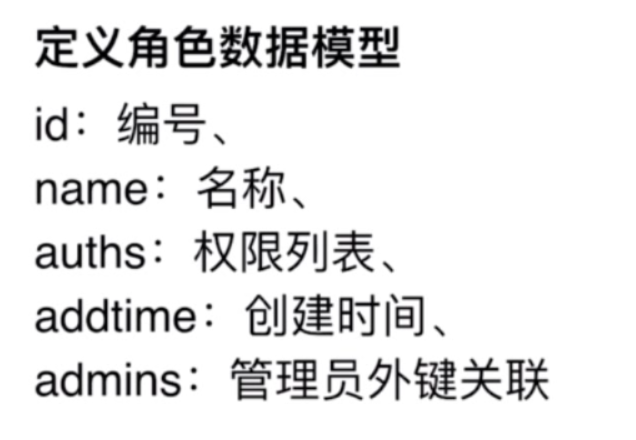 定义角色数据模型
id：编号、
name：名称、
auths：权限列表、
addtime：创建时间、
admins：管理员外键关联